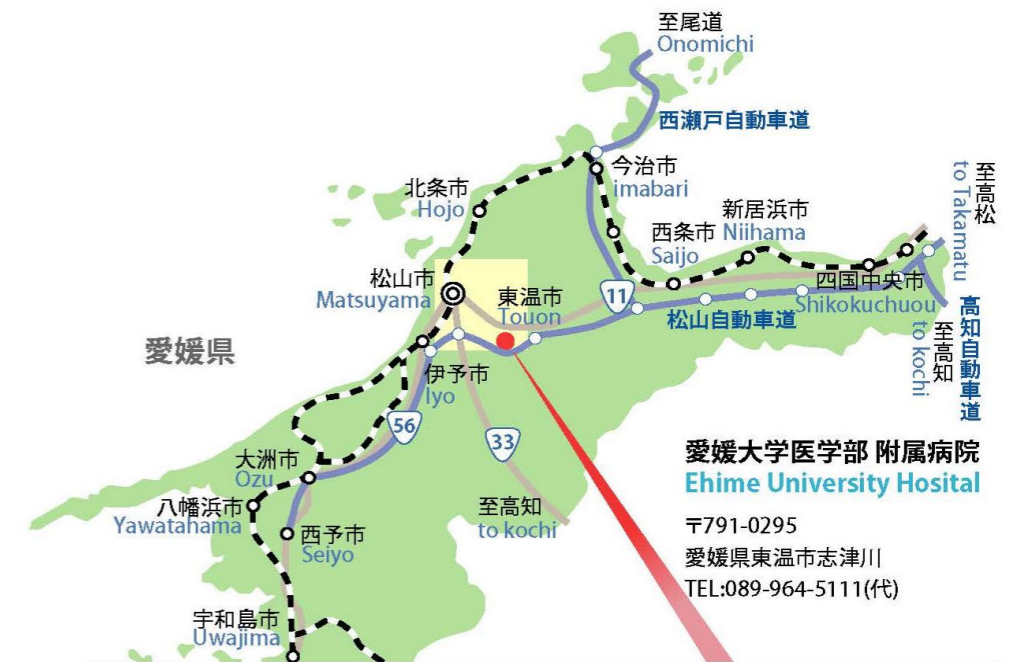 至尾道
Onomichi
西瀬戸自動車道
今治市
imabari
北条市
Hojo
新居浜市
Niihama
西条市
Saijo
至高松
to Takamatu
松山市
Matsuyama
東温市
Touon
11
四国中央市
Shikokuchuou
松山自動車道
高知自動車道
至高知
to kochi
愛媛県
伊予市
Iyo
56
33
大洲市
Ozu
八幡浜市
Yawatahama
西予市
Seiyo
至高知
to kochi
宇和島市
Uwajima
愛媛大学医学部 附属病院
Ehime University Hosital
〒791-0295
愛媛県東温市志津川
TEL:089-964-5111(代)